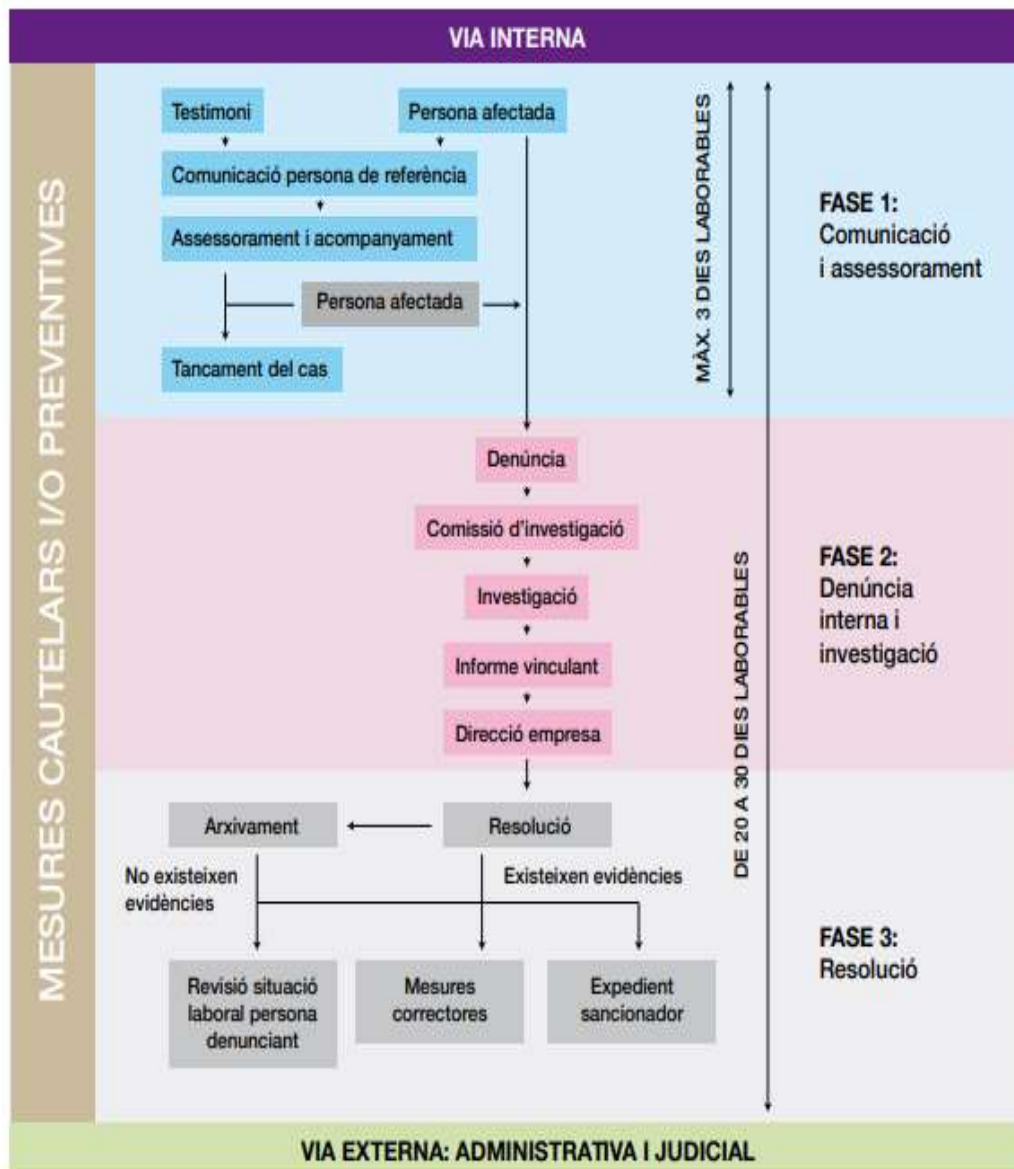 VIA INTERNA
MESURES CAUTELARS I/O PREVENTIVES
Testimoni
Persona afectada
Comunicació persona de referència
Assessorament i acompanyament
Persona afectada
Tancament del cas
MÀX. 3 DIES LABORABLES
FASE 1:
Comunicació
i assessorament
Denúncia
Comissió d'investigació
Investigació
Informe vinculant
Direcció empresa
DE 20 A 30 DIES LABORABLES
FASE 2:
Denúncia
interna i
investigació
Arxivament
Resolució
No existeixen
evidències
Existeixen evidències
Revisió situació
laboral persona
denunciant
Mesures
correctores
Expedient
sancionador
FASE 3:
Resolució
VIA EXTERNA: ADMINISTRATIVA I JUDICIAL